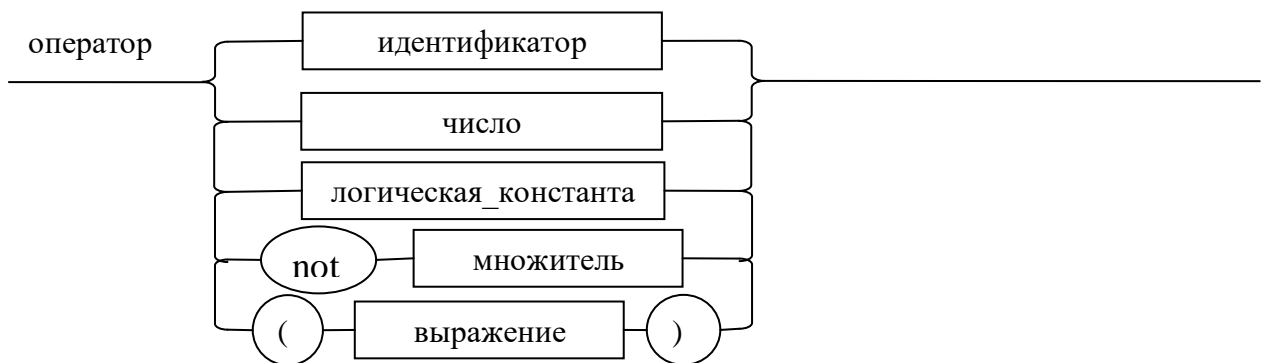 оператор
идентификатор
число
логическая_константа
not множитель
( выражение )